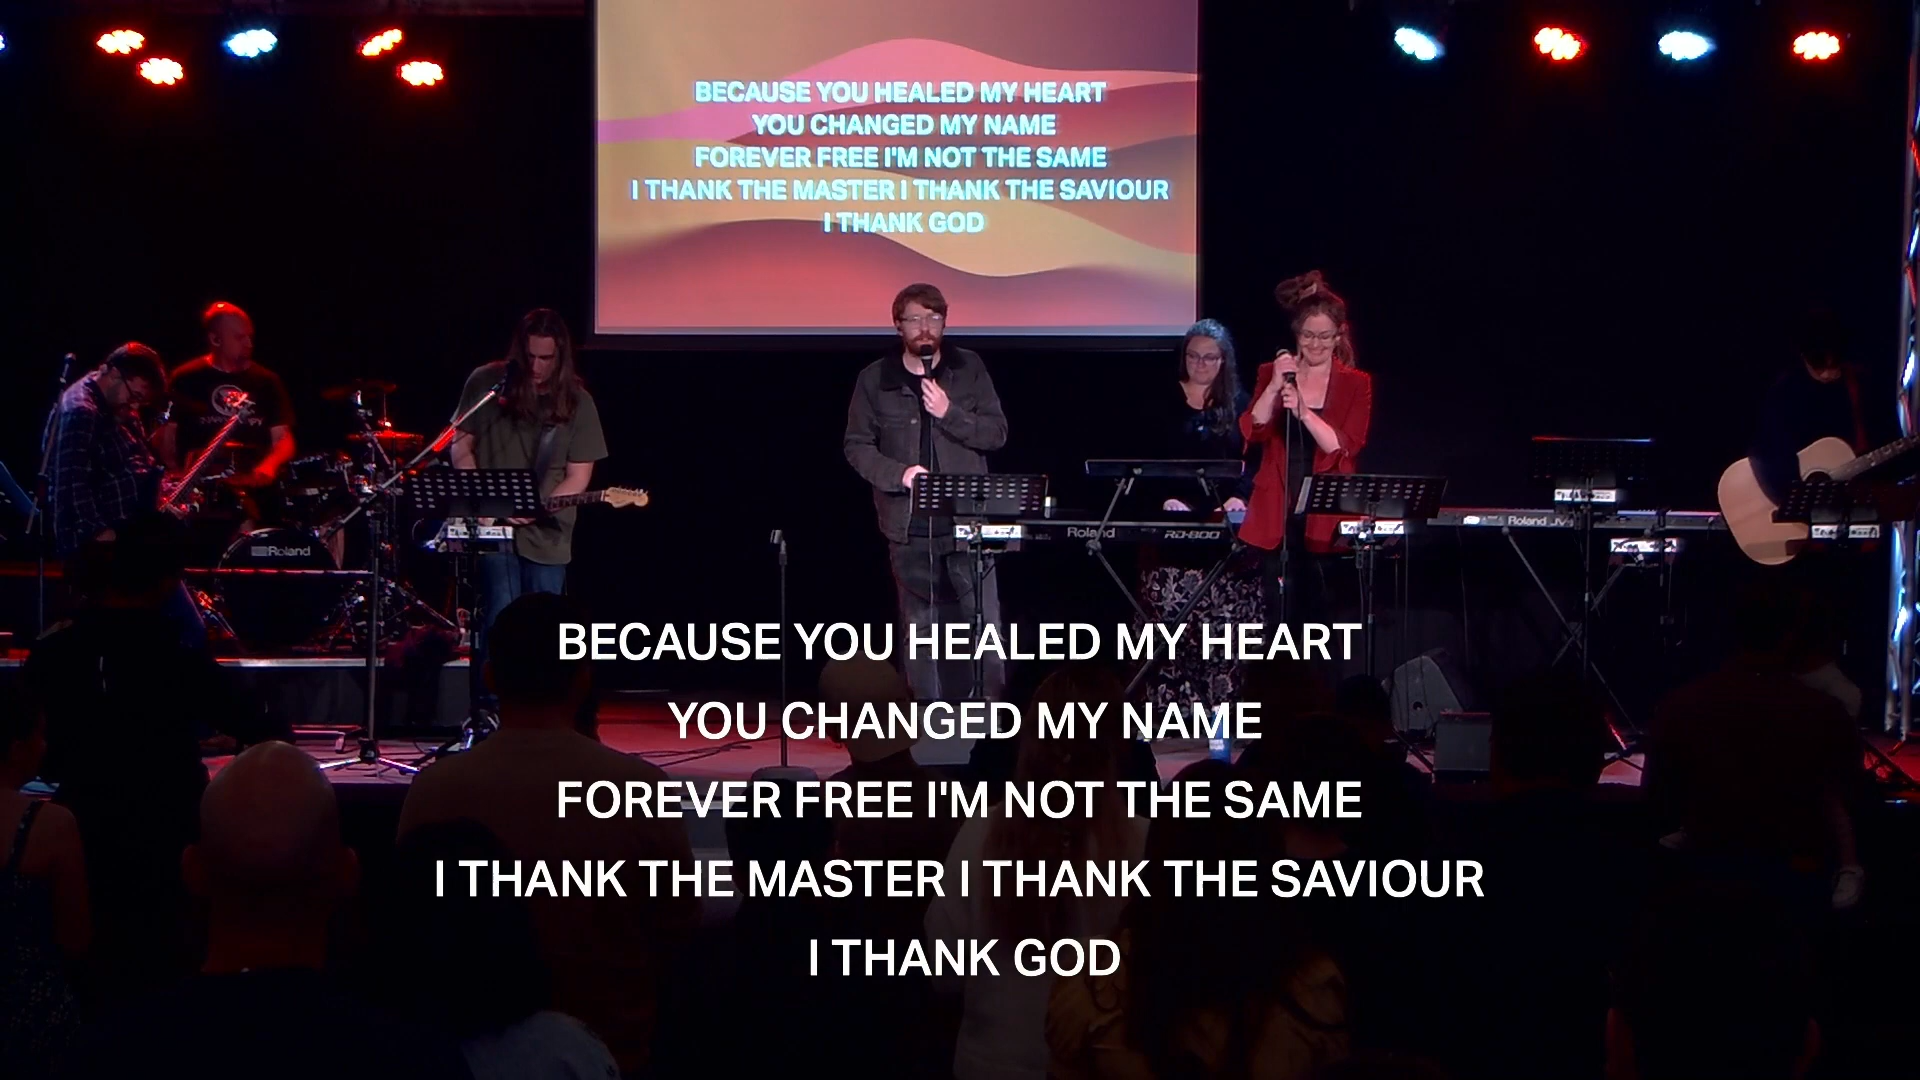 BECAUSE YOU HEALED MY HEART
YOU CHANGED MY NAME
FOREVER FREE I'M NOT THE SAME
I THANK THE MASTER I THANK THE SAVIOUR
I THANK GOD
Roland
Roland
RD-800
Roland
BECAUSE YOU HEALED MY HEART
YOU CHANGED MY NAME
FOREVER FREE I'M NOT THE SAME
I THANK THE MASTER I THANK THE SAVIOUR
I THANK GOD